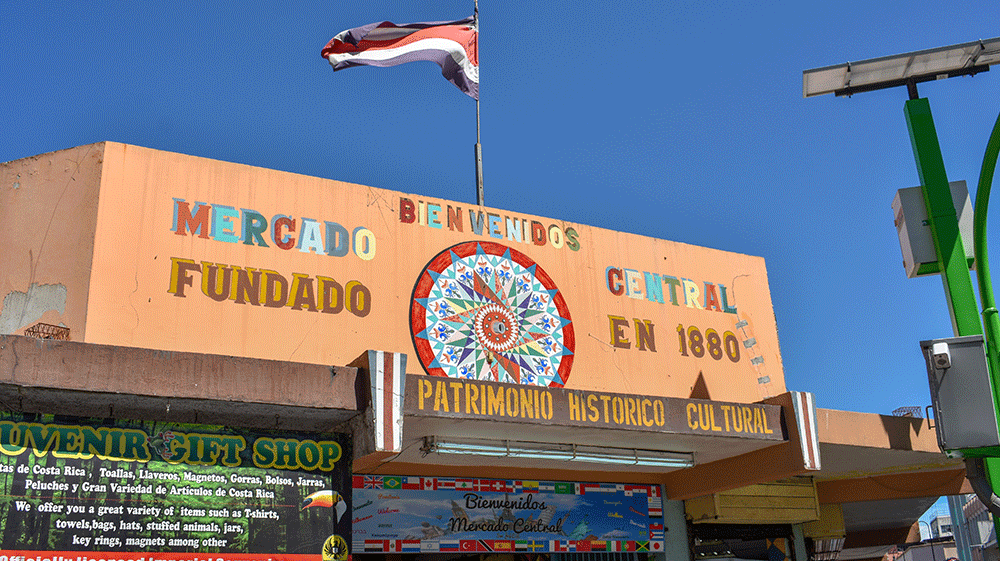 BIENVENIDOS
MERCADO CENTRAL
FUNDADO EN 1880
PATRIMONIO HISTORICO CULTURAL
UVENIR GIFT SHOP
tas de Costa Rica , Toallas, Llaveros, Magnetos, Gorras, Bolsos, Jarras,
Peluches y Gran Variedad de Artículos de Costa Rica
We offer you a great variety of items such as T-shirts,
towels,bags, hats, stuffed animals, jars,
key rings, magnets among other
Bienvenidos
Mercado Central